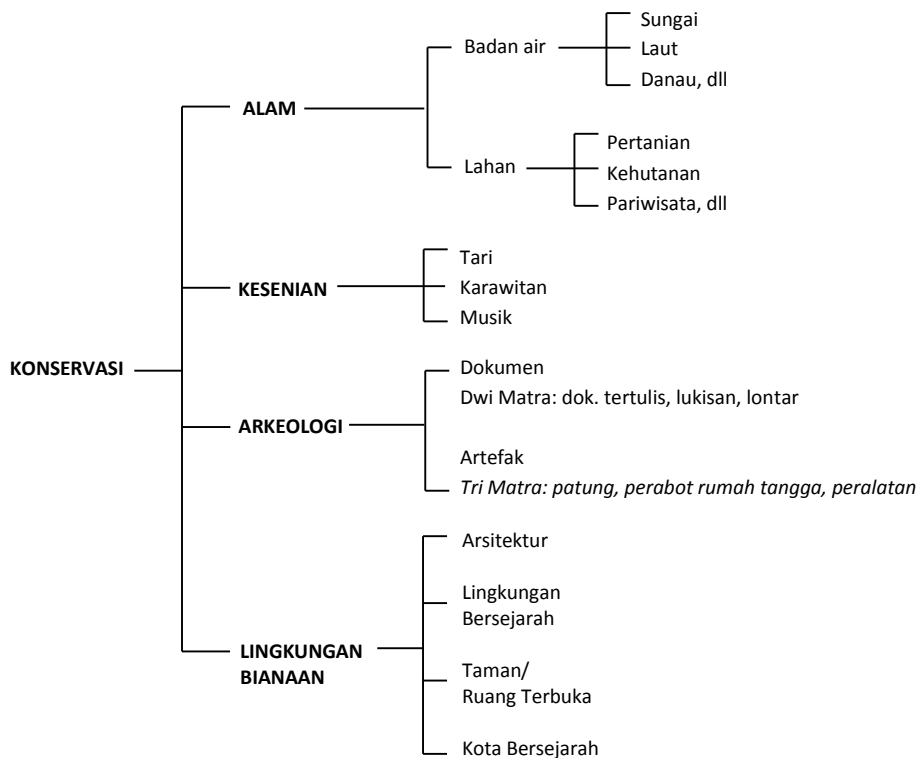 Sungai
Badan air
Laut
Danau, dll
ALAM
Pertanian
Lahan
Kehutanan
Pariwisata, dll
Tari
KESENIAN
Karawitan
Musik
KONSERVASI
Dokumen
Dwi Matra: dok. tertulis, lukisan, lontar
ARKEOLOGI
Artefak
Tri Matra: patung, perabot rumah tangga, peralatan
Arsitektur
Lingkungan
Bersejarah
LINGKUNGAN
BIANAAN
Taman/
Ruang Terbuka
Kota Bersejarah